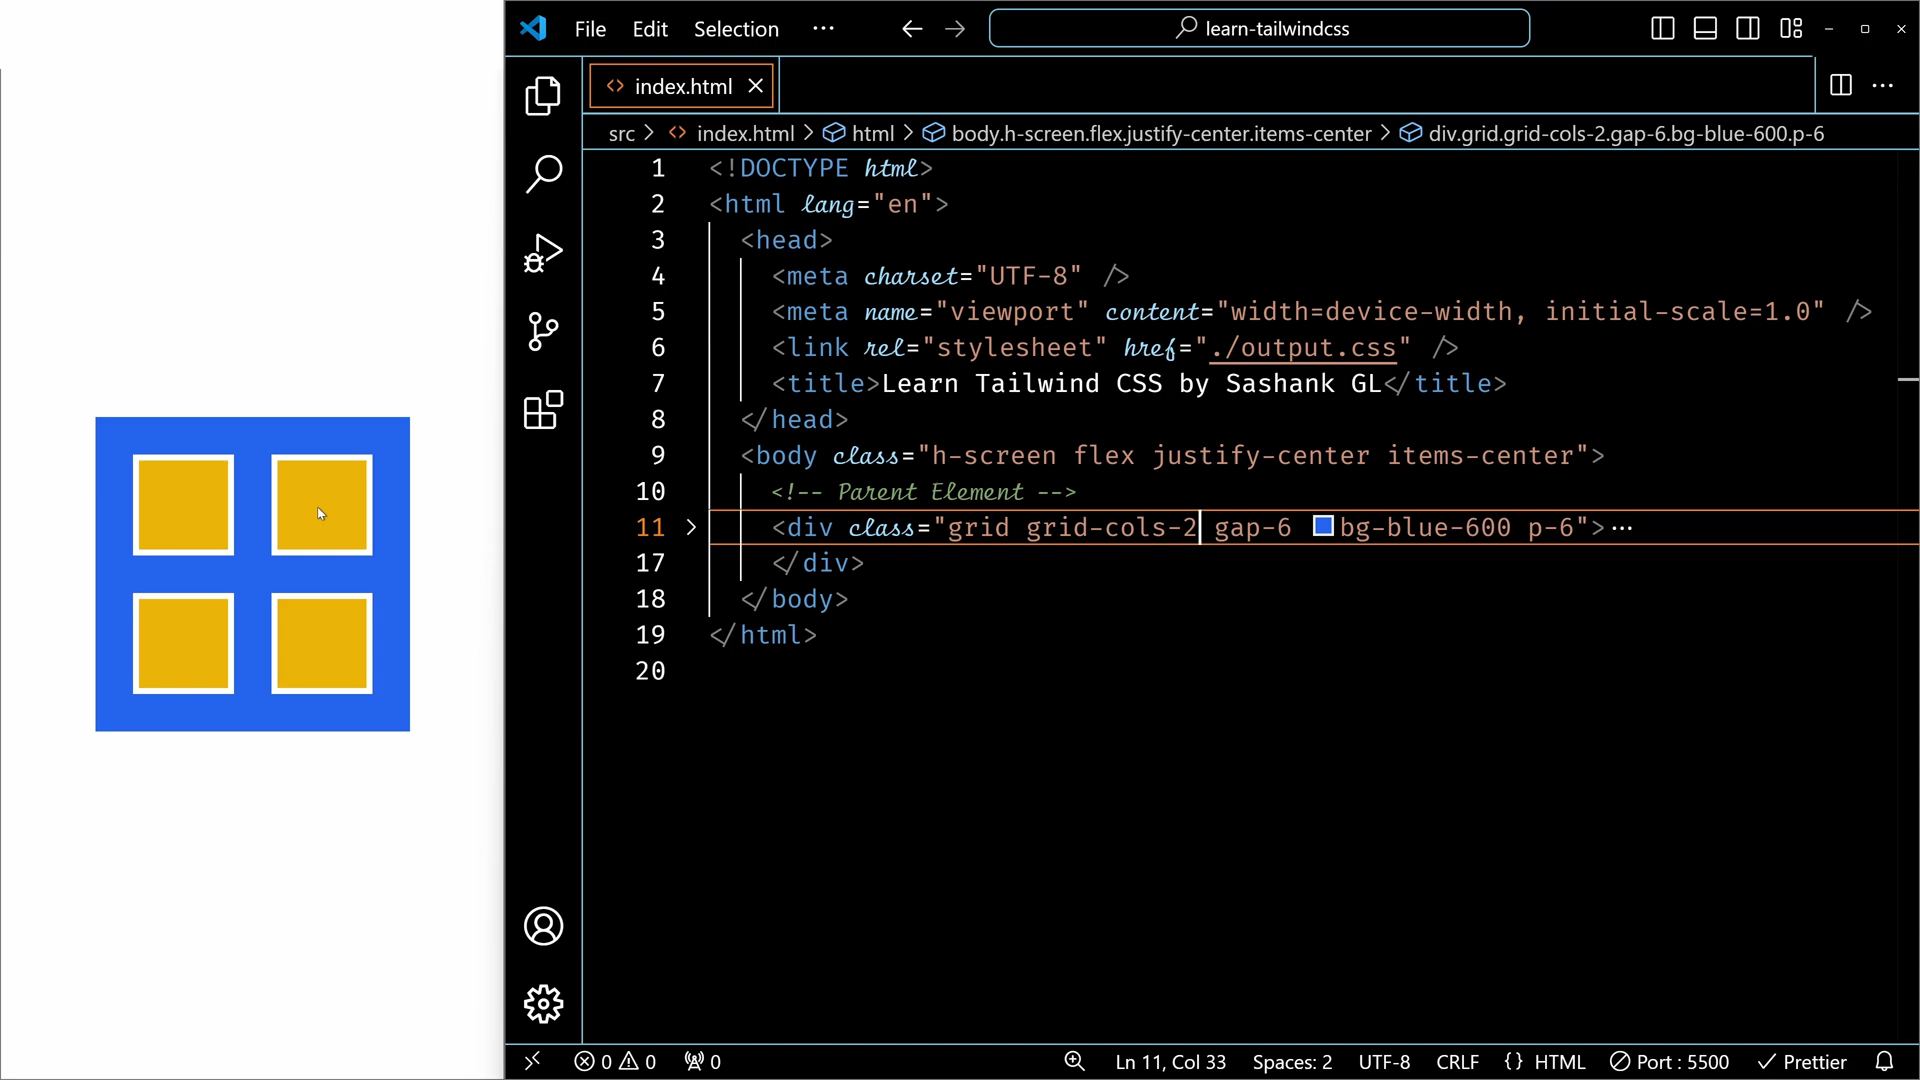 File Edit Selection ··· learn-tailwindcss
index.html
src > index.html > html > body.h-screen.flex.justify-center.items-center > div.grid.grid-cols-2.gap-6.bg-blue-600.p-6
1 <!DOCTYPE html>
2 <html lang="en">
3 <head>
4 <meta charset="UTF-8" />
5 <meta name="viewport" content="width=device-width, initial-scale=1.0" />
6 <link rel="stylesheet" href="./output.css" />
7 <title>Learn Tailwind CSS by Sashank GL</title>
8 </head>
9 <body class="h-screen flex justify-center items-center">
10 <!-- Parent Element -->
11 <div class="grid grid-cols-2 gap-6 bg-blue-600 p-6">···
17 </div>
18 </body>
19 </html>
20
0 0 0 Ln 11, Col 33 Spaces: 2 UTF-8 CRLF {} HTML Port : 5500 Prettier